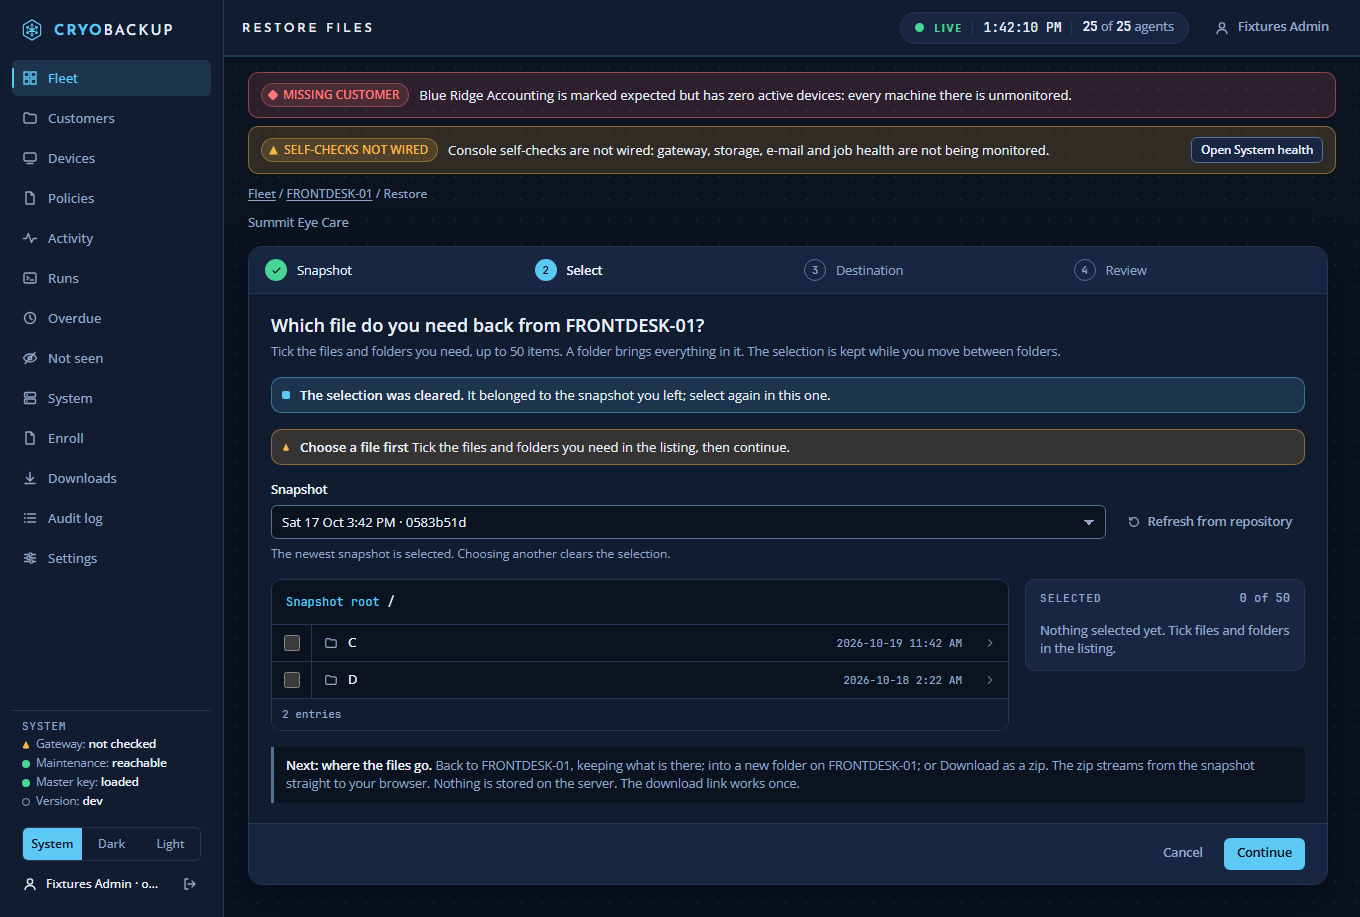 CRYOBACKUP
RESTORE FILES
LIVE 1:42:10 PM 25 of 25 agents
Fixtures Admin
Fleet
Customers
Devices
Policies
Activity
Runs
Overdue
Not seen
System
Enroll
Downloads
Audit log
Settings
SYSTEM
Gateway: not checked
Maintenance: reachable
Master key: loaded
Version: dev
System Dark Light
Fixtures Admin · o...
MISSING CUSTOMER Blue Ridge Accounting is marked expected but has zero active devices: every machine there is unmonitored.
SELF-CHECKS NOT WIRED Console self-checks are not wired: gateway, storage, e-mail and job health are not being monitored. Open System health
Fleet / FRONTDESK-01 / Restore
Summit Eye Care
Snapshot 2 Select 3 Destination 4 Review
Which file do you need back from FRONTDESK-01?
Tick the files and folders you need, up to 50 items. A folder brings everything in it. The selection is kept while you move between folders.
The selection was cleared. It belonged to the snapshot you left; select again in this one.
Choose a file first Tick the files and folders you need in the listing, then continue.
Snapshot
Sat 17 Oct 3:42 PM · 0583b51d Refresh from repository
The newest snapshot is selected. Choosing another clears the selection.
Snapshot root /
C 2026-10-19 11:42 AM
D 2026-10-18 2:22 AM
2 entries
SELECTED 0 of 50
Nothing selected yet. Tick files and folders
in the listing.
Next: where the files go. Back to FRONTDESK-01, keeping what is there; into a new folder on FRONTDESK-01; or Download as a zip. The zip streams from the snapshot
straight to your browser. Nothing is stored on the server. The download link works once.
Cancel Continue